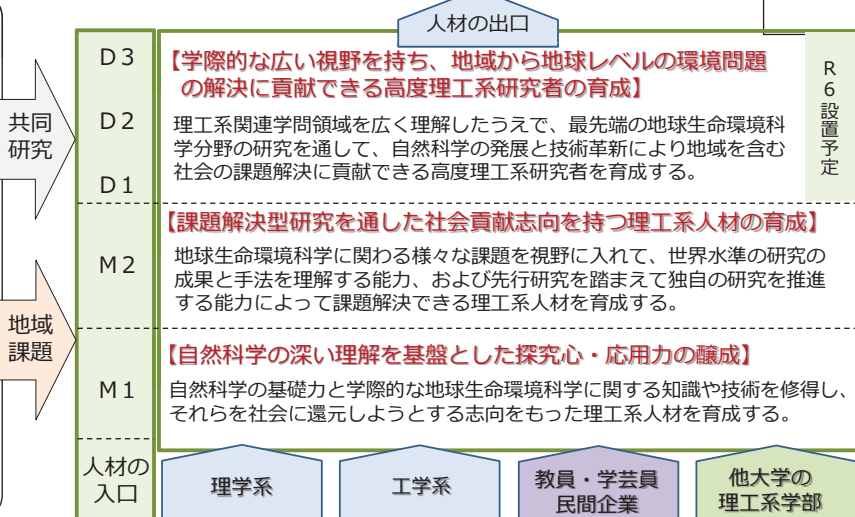 人材の出口
共同
研究
地域
課題
D3
D2
D1
【学際的な広い視野を持ち、地域から地球レベルの環境問題
の解決に貢献できる高度理工系研究者の育成】
理工系関連学問領域を広く理解したうえで、最先端の地球生命環境科
学分野の研究を通して、自然科学の発展と技術革新により地域を含む
社会の課題解決に貢献できる高度理工系研究者を育成する。
R6設置予定
M2
【課題解決型研究を通した社会貢献志向を持つ理工系人材の育成】
地球生命環境科学に関わる様々な課題を視野に入れて、世界水準の研究の
成果と手法を理解する能力、および先行研究を踏まえて独自の研究を推進
する能力によって課題解決できる理工系人材を育成する。
M1
【自然科学の深い理解を基盤とした探究心・応用力の醸成】
自然科学の基礎力と学際的な地球生命環境科学に関する知識や技術を修得し、
それらを社会に還元しようとする志向をもった理工系人材を育成する。
人材の
入口
理学系
工学系
教員・学芸員
民間企業
他大学の
理工系学部